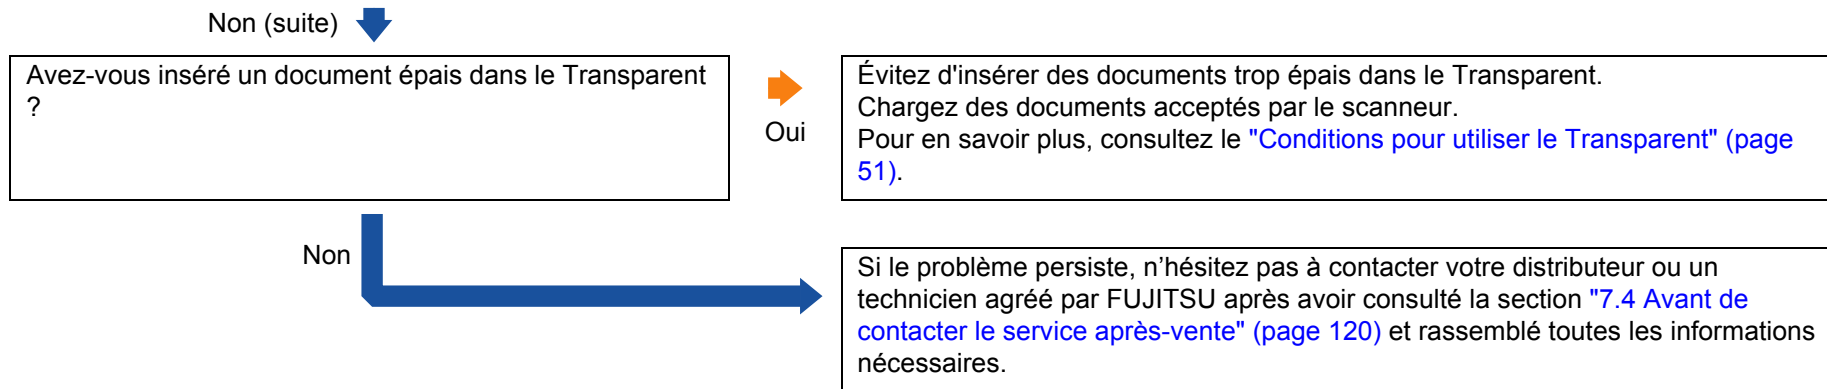 Non (suite)
Avez-vous inséré un document épais dans le Transparent
?
Oui
Évitez d'insérer des documents trop épais dans le Transparent.
Chargez des documents acceptés par le scanneur.
Pour en savoir plus, consultez le "Conditions pour utiliser le Transparent" (page
51).
Non
Si le problème persiste, n’hésitez pas à contacter votre distributeur ou un
technicien agréé par FUJITSU après avoir consulté la section "7.4 Avant de
contacter le service après-vente" (page 120) et rassemblé toutes les informations
nécessaires.